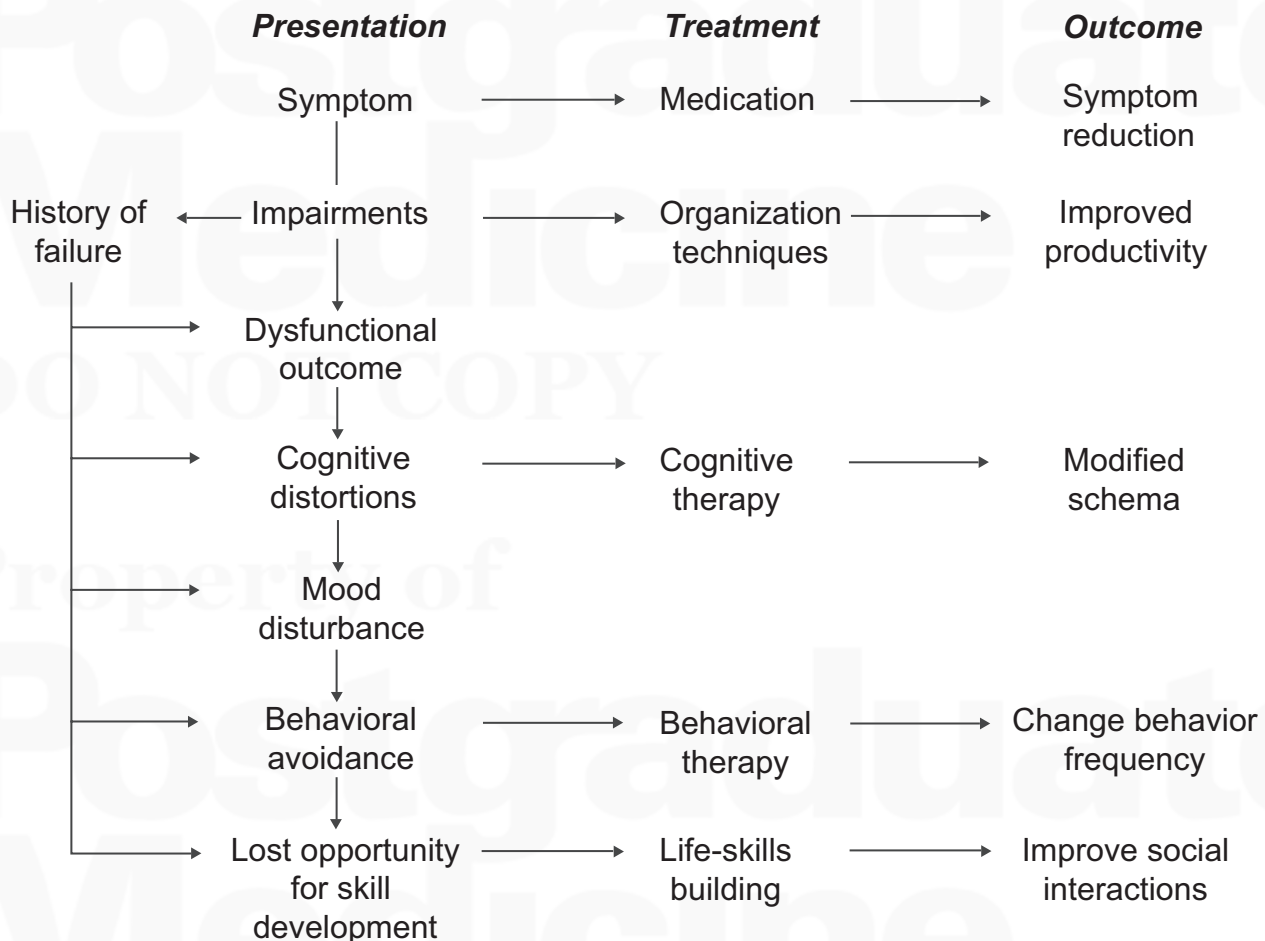 Presentation Treatment Outcome
Symptom Medication Symptom
reduction
History of Impairments Organization Improved
failure techniques productivity
Dysfunctional
outcome
Cognitive Cognitive Modified
distortions therapy schema
Mood
disturbance
Behavioral Behavioral Change behavior
avoidance therapy frequency
Lost opportunity Life-skills Improve social
for skill building interactions
development
Postgraduate
Medicine
DO NOT COPY
Property of
Postgraduate
Medicine